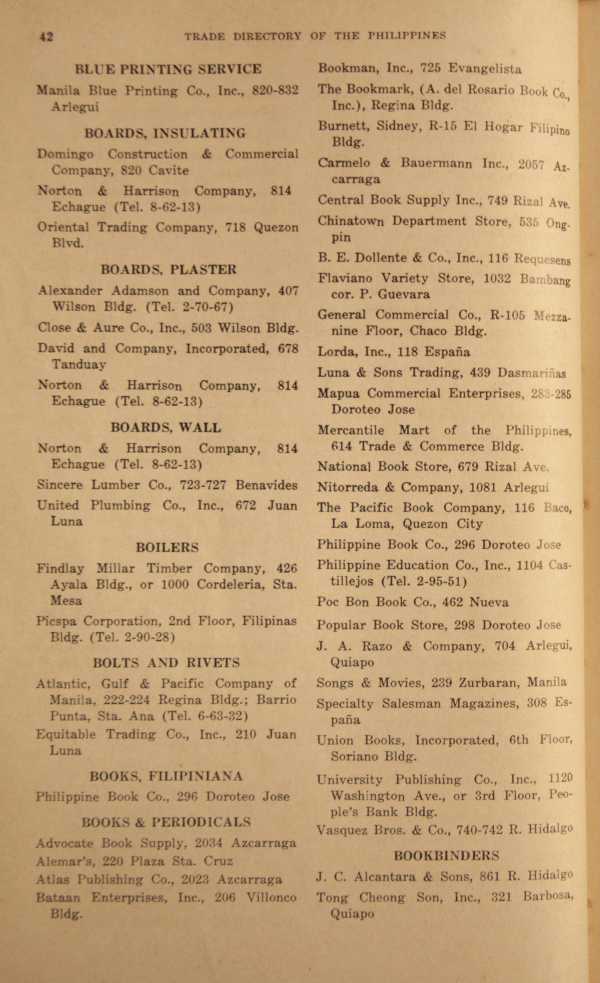 42
TRADE DIRECTORY OF THE PHILIPPINES
BLUE PRINTING SERVICE
Manila Blue Printing Co., Inc., 820-832
Arlegui
BOARDS, INSULATING
Domingo Construction & Commercial
Company, 820 Cavite
Norton & Harrison Company, 814
Echague (Tel. 8-62-13)
Oriental Trading Company, 718 Quezon
Blvd.
BOARDS, PLASTER
Alexander Adamson and Company, 407
Wilson Bldg. (Tel. 2-70-67)
Close & Aure Co., Inc., 503 Wilson Bldg.
David and Company, Incorporated, 678
Tanduay
Norton & Harrison Company, 814
Echague (Tel. 8-62-13)
BOARDS, WALL
Norton & Harrison Company, 814
Echague (Tel. 8-62-13)
Sincere Lumber Co., 723-727 Benavides
United Plumbing Co., Inc., 672 Juan
Luna
BOILERS
Findlay Millar Timber Company, 426
Ayala Bldg., or 1000 Cordeleria, Sta.
Mesa
Picspa Corporation, 2nd Floor, Filipinas
Bldg. (Tel. 2-90-28)
BOLTS AND RIVETS
Atlantic, Gulf & Pacific Company of
Manila, 222-224 Regina Bldg.; Barrio
Punta, Sta. Ana (Tel. 6-63-32)
Equitable Trading Co., Inc., 210 Juan
Luna
BOOKS, FILIPINIANA
Philippine Book Co., 296 Doroteo Jose
BOOKS & PERIODICALS
Advocate Book Supply, 2034 Azcarraga
Alemar's, 220 Plaza Sta. Cruz
Atlas Publishing Co., 2023 Azcarraga
Bataan Enterprises, Inc., 206 Villonco
Bldg.
Bookman, Inc., 725 Evangelista
The Bookmark, (A. del Rosario Book Co.,
Inc.), Regina Bldg.
Burnett, Sidney, R-15 El Hogar Filipino
Bldg.
Carmelo & Bauermann Inc., 2057 Az-
carraga
Central Book Supply Inc., 749 Rizal Ave.
Chinatown Department Store, 535 Ong-
pin
B. E. Dollente & Co., Inc., 116 Requesens
Flaviano Variety Store, 1032 Bambang
cor. P. Guevara
General Commercial Co., R-105 Mezza-
nine Floor, Chaco Bldg.
Lorda, Inc., 118 España
Luna & Sons Trading, 439 Dasmariñas
Mapua Commercial Enterprises, 283-285
Doroteo Jose
Mercantile Mart of the Philippines,
614 Trade & Commerce Bldg.
National Book Store, 679 Rizal Ave.
Nitorreda & Company, 1081 Arlegui
The Pacific Book Company, 116 Baco,
La Loma, Quezon City
Philippine Book Co., 296 Doroteo Jose
Philippine Education Co., Inc., 1104 Cas-
tillejos (Tel. 2-95-51)
Poc Bon Book Co., 462 Nueva
Popular Book Store, 298 Doroteo Jose
J. A. Razo & Company, 704 Arlegui,
Quiapo
Songs & Movies, 239 Zurbaran, Manila
Specialty Salesman Magazines, 308 Es-
paña
Union Books, Incorporated, 6th Floor,
Soriano Bldg.
University Publishing Co., Inc., 1120
Washington Ave., or 3rd Floor, Peo-
ple's Bank Bldg.
Vasquez Bros. & Co., 740-742 R. Hidalgo
BOOKBINDERS
J. C. Alcantara & Sons, 861 R. Hidalgo
Tong Cheong Son, Inc., 321 Barbosa,
Quiapo